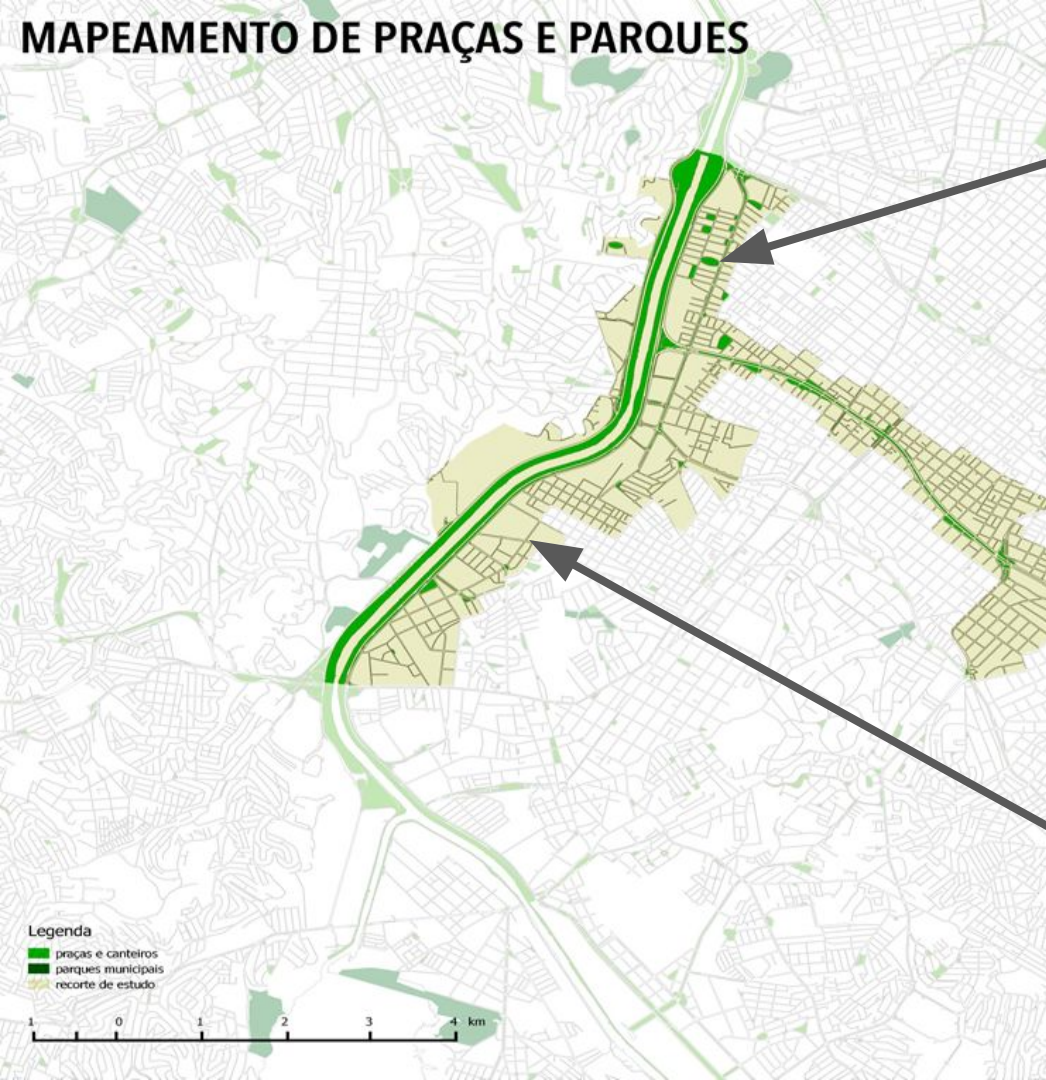 MAPEAMENTO DE PRAÇAS E PARQUES
Legenda
praças e canteiros
parques municipais
recorte de estudo
1 0 1 2 3 4 km